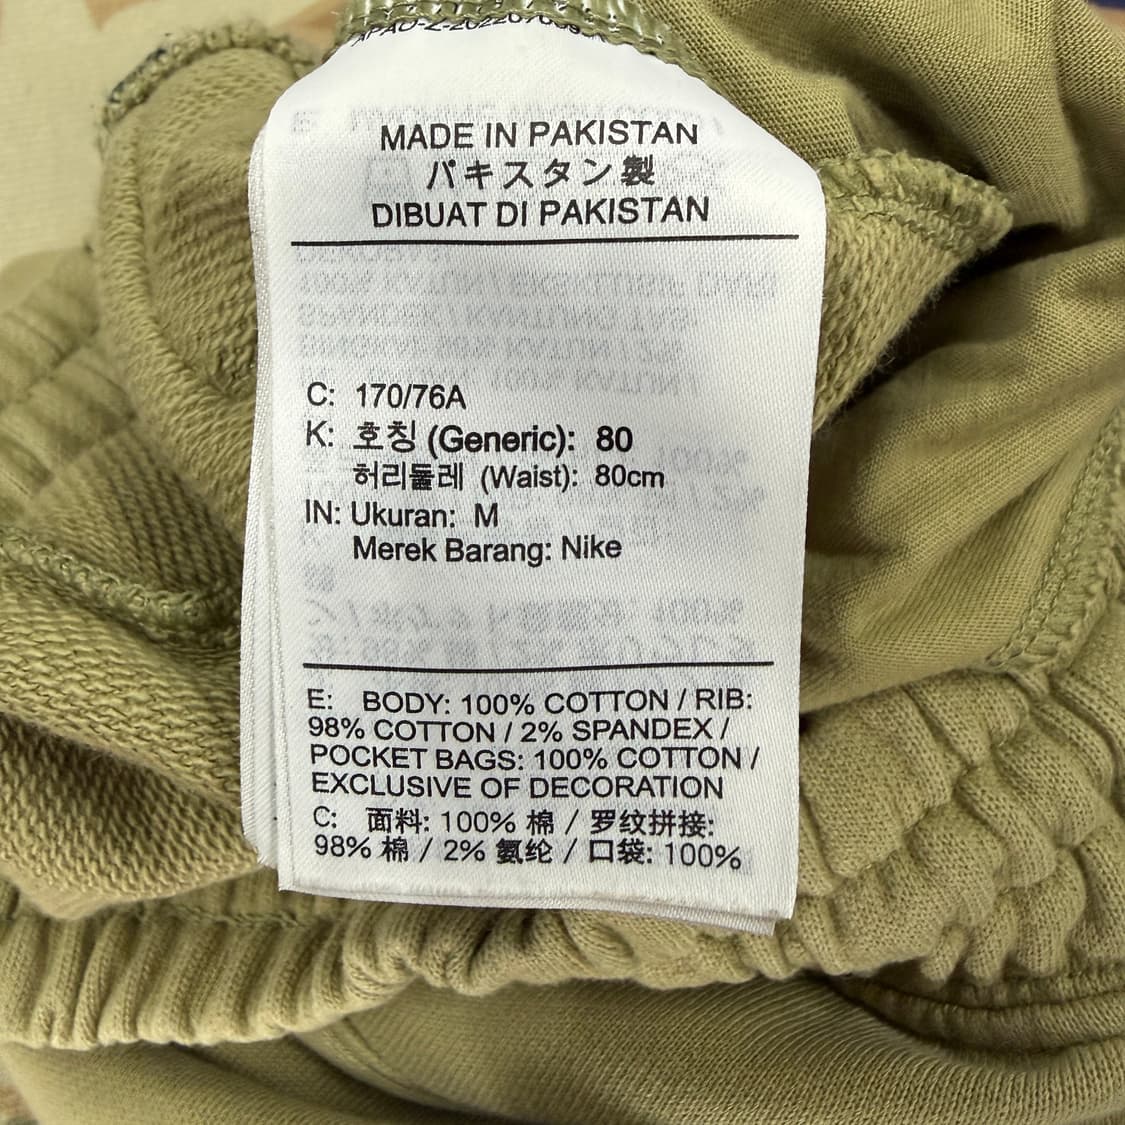 MADE IN PAKISTAN
パキスタン製
DIBUAT DI PAKISTAN
C: 170/76A
K: 호칭 (Generic): 80
허리둘레 (Waist): 80cm
IN: Ukuran: M
Merek Barang: Nike
E: BODY: 100% COTTON / RIB:
98% COTTON / 2% SPANDEX /
POCKET BAGS: 100% COTTON /
EXCLUSIVE OF DECORATION
C: 面料: 100% 棉 / 罗纹拼接:
98% 棉 / 2% 氨纶 / 口袋: 100%